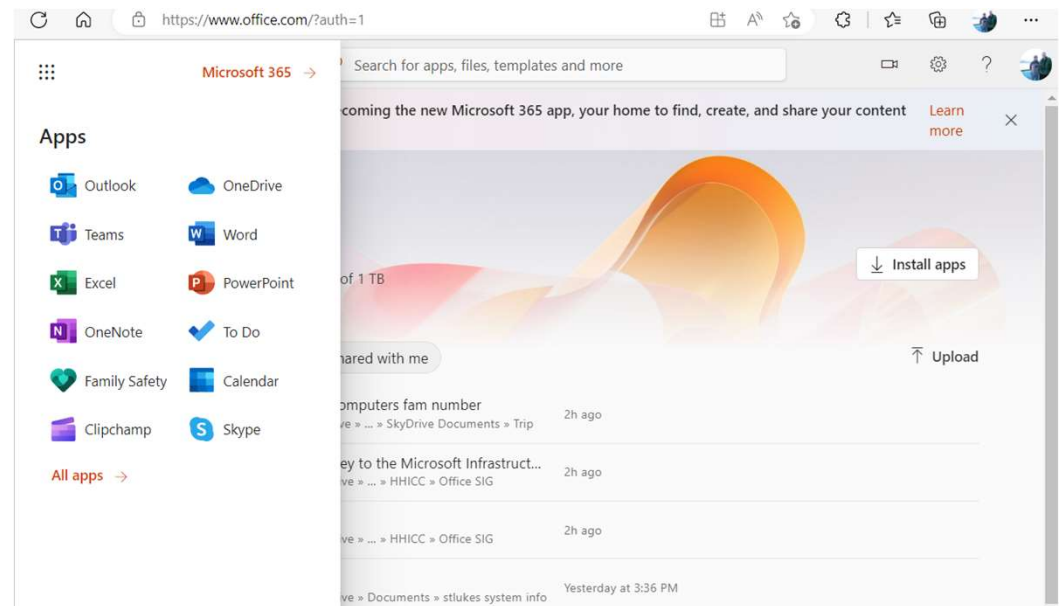 https://www.office.com/?auth=1
Microsoft 365 →
Search for apps, files, templates and more
coming the new Microsoft 365 app, your home to find, create, and share your content
Learn more
Apps
Outlook
OneDrive
Teams
Word
Excel
PowerPoint
OneNote
To Do
Family Safety
Calendar
Clipchamp
Skype
All apps →
of 1 TB
Install apps
hared with me
Upload
omputers fam number
2h ago
ve » ... » SkyDrive Documents » Trip
ey to the Microsoft Infrastruct...
2h ago
ve » ... » HHICC » Office SIG
2h ago
ve » ... » HHICC » Office SIG
Yesterday at 3:36 PM
ve » Documents » stlukes system info